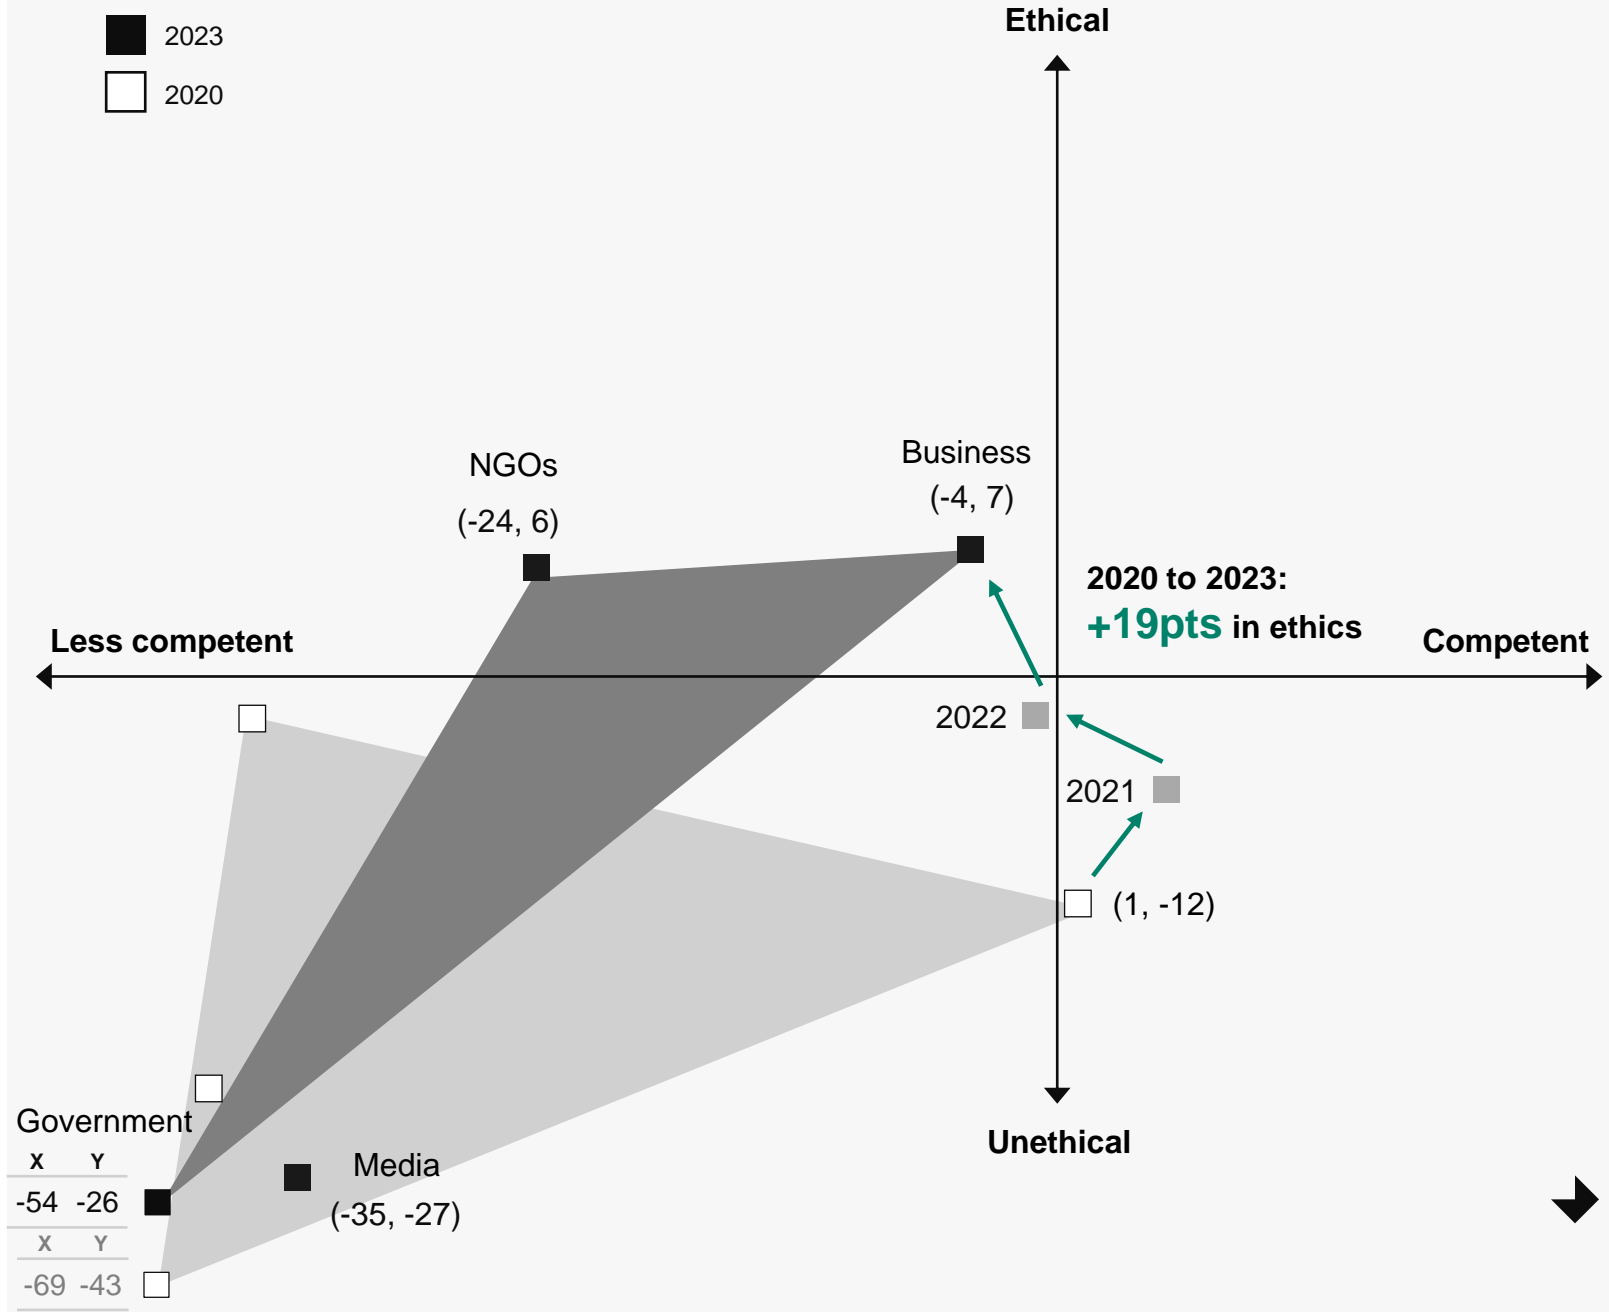 2023
2020
Ethical
NGOs
(-24, 6)
Business
(-4, 7)
2020 to 2023:
+19pts in ethics
Less competent
Competent
2022
2021
(1, -12)
Government
X Y
-54 -26
X Y
-69 -43
Media
(-35, -27)
Unethical